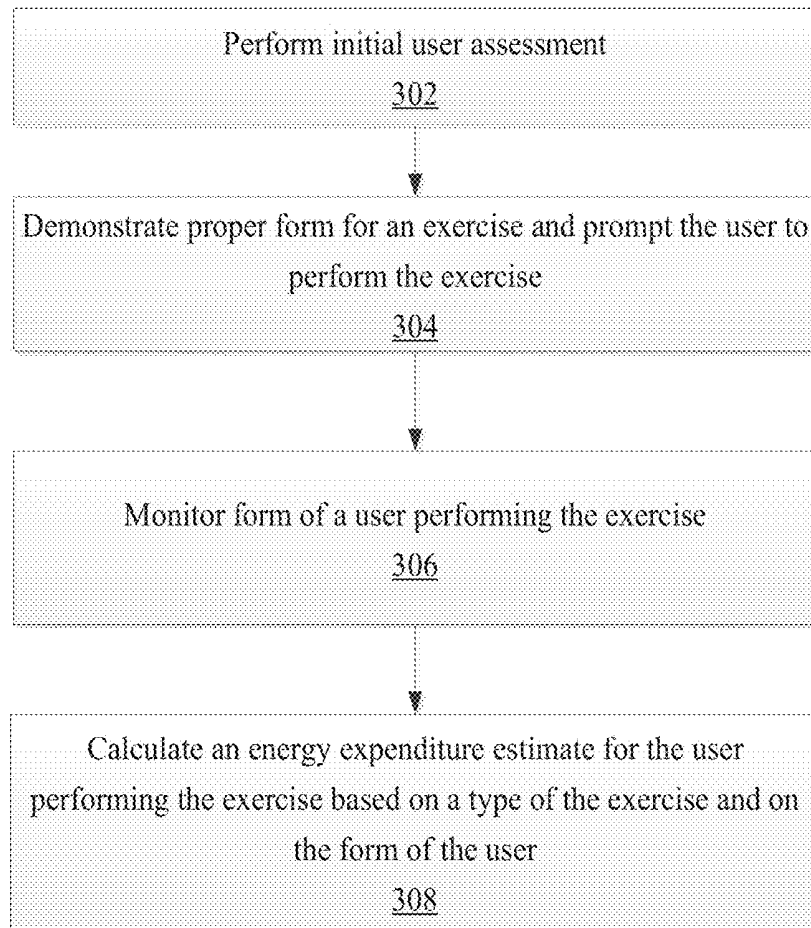 Perform initial user assessment
302
Demonstrate proper form for an exercise and prompt the user to
perform the exercise
304
Monitor form of a user performing the exercise
306
Calculate an energy expenditure estimate for the user
performing the exercise based on a type of the exercise and on
the form of the user
308